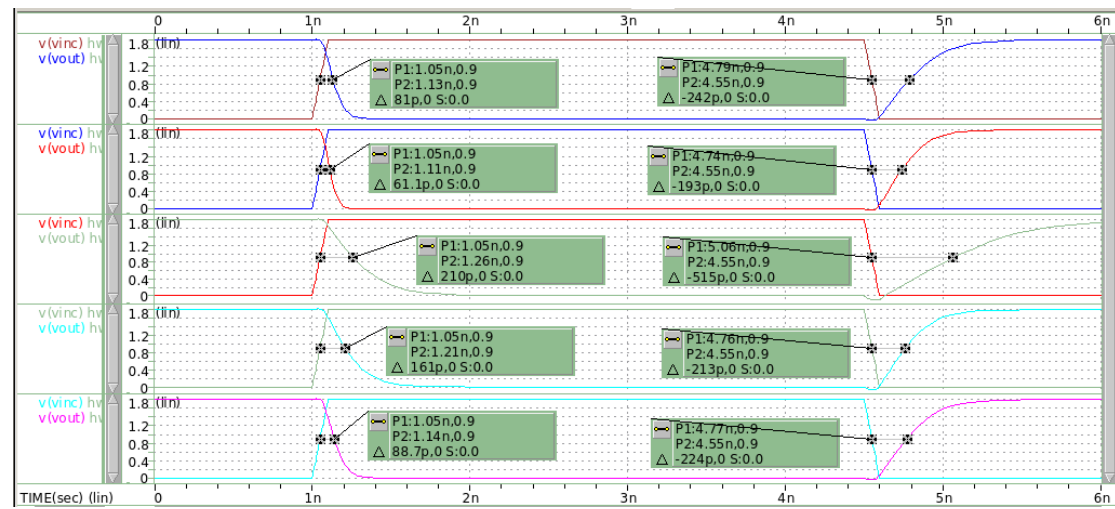 0 1n 2n 3n 4n 5n 6n
v(vinc) hw
v(vout) hw
(lin)
1.8
1.2
0.8
0.4
0
P1:1.05n,0.9
P2:1.13n,0.9
△ 81p,0 S:0.0
P1:4.79n,0.9
P2:4.55n,0.9
△ -242p,0 S:0.0
v(vinc) hw
v(vout) hw
(lin)
1.8
1.2
0.8
0.4
0
P1:1.05n,0.9
P2:1.11n,0.9
△ 61.1p,0 S:0.0
P1:4.74n,0.9
P2:4.55n,0.9
△ -193p,0 S:0.0
v(vinc) hw
v(vout) hw
(lin)
1.8
1.2
0.8
0.4
0
P1:1.05n,0.9
P2:1.26n,0.9
△ 210p,0 S:0.0
P1:5.06n,0.9
P2:4.55n,0.9
△ -515p,0 S:0.0
v(vinc) hw
v(vout) hw
(lin)
1.8
1.2
0.8
0.4
0
P1:1.05n,0.9
P2:1.21n,0.9
△ 161p,0 S:0.0
P1:4.76n,0.9
P2:4.55n,0.9
△ -213p,0 S:0.0
v(vinc) hw
v(vout) hw
(lin)
1.8
1.2
0.8
0.4
0
P1:1.05n,0.9
P2:1.14n,0.9
△ 88.7p,0 S:0.0
P1:4.77n,0.9
P2:4.55n,0.9
△ -224p,0 S:0.0
TIME(sec) (lin) 0 1n 2n 3n 4n 5n 6n